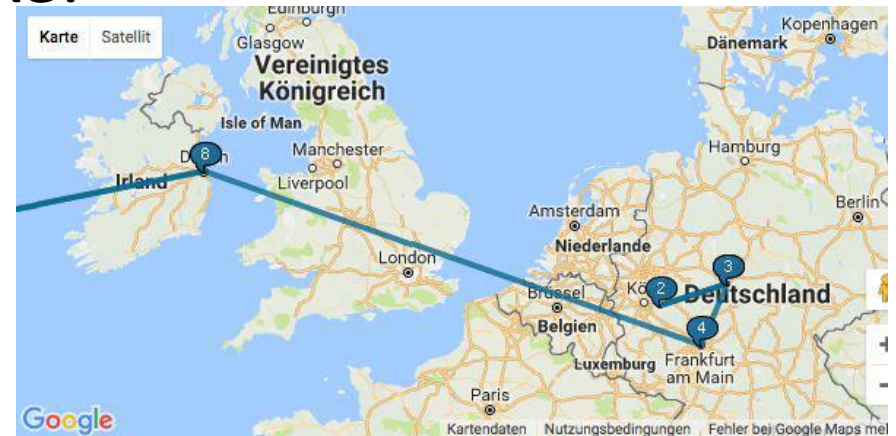 Edinburgh
Karte Satellit
Glasgow
Kopenhagen
Dänemark
Vereinigtes
Königreich
Isle of Man
8
Manchester
Hamburg
Irland
Liverpool
Berlin
Amsterdam
Niederlande
London
3
2
Deutschland
Brüssel
Belgien
4
Luxemburg
Frankfurt
am Main
Paris
Google
Kartendaten Nutzungsbedingungen Fehler bei Google Maps mel